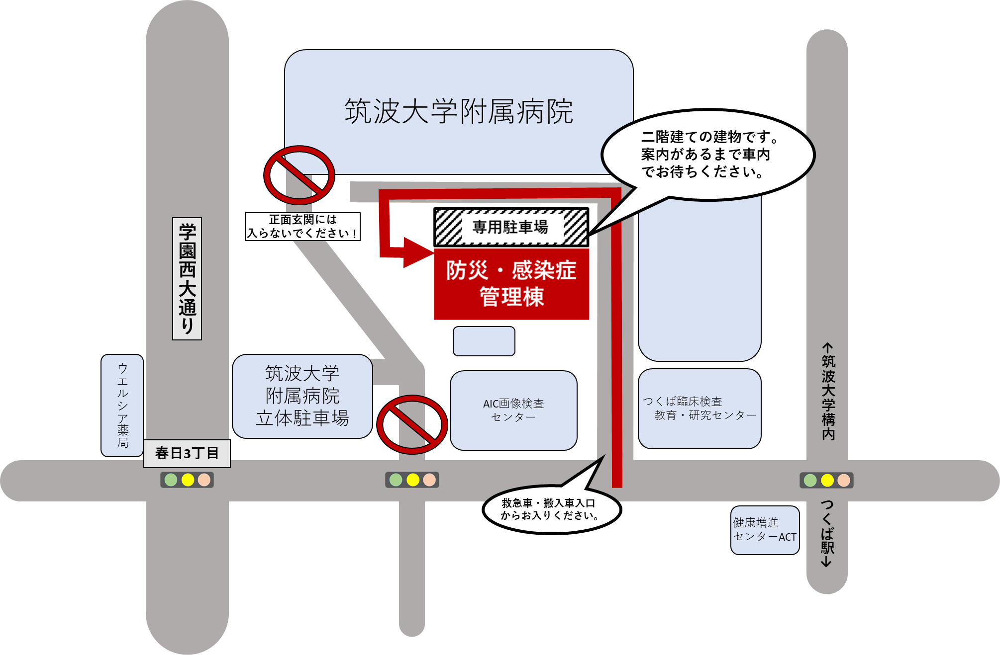 筑波大学附属病院
二階建ての建物です。
案内があるまで車内
でお待ちください。
正面玄関には
入らないでください！
専用駐車場
防災・感染症
管理棟
学園西大通り
ウエルシア薬局
筑波大学
附属病院
立体駐車場
AIC画像検査
センター
つくば臨床検査
教育・研究センター
↑筑波大学構内
春日3丁目
救急車・搬入車入口
からお入りください。
健康増進
センターACT
つくば駅↓